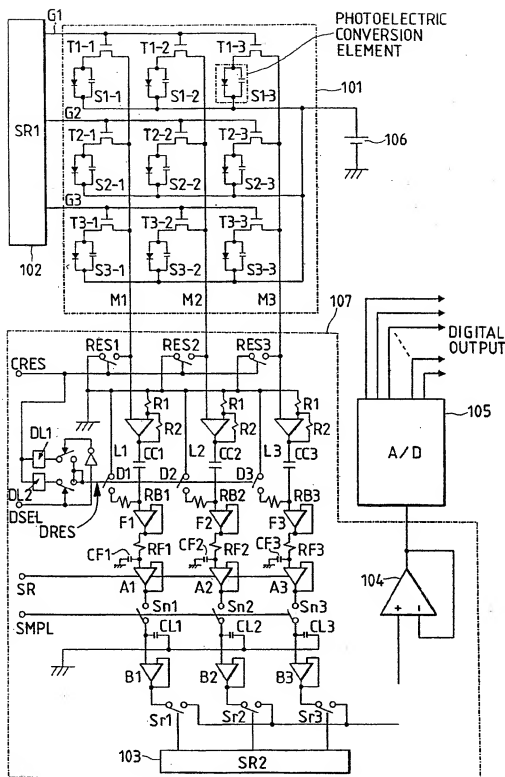 G1
PHOTOELECTRIC
CONVERSION
ELEMENT
T1-1 T1-2 T1-3
101
S1-1 S1-2 S1-3
SR1
G2
106
T2-1 T2-2 T2-3
S2-1 S2-2 S2-3
G3
T3-1 T3-2 T3-3
102
S3-1 S3-2 S3-3
M1 M2 M3
107
RES1 RES2 RES3
CRES
DIGITAL
OUTPUT
R1 R1 R1
R2 R2 R2
105
DL1
L1 CC1 L2 CC2 L3 CC3
A/D
D1 D2 D3
DL2
DSEL
DRES
RB1 RB2 RB3
F1 F2 F3
CF1 RF1 CF2 RF2 CF3 RF3
104
SR
A1 A2 A3
+ -
Sn1 Sn2 Sn3
SMPL
CL1 CL2 CL3
B1 B2 B3
Sr1 Sr2 Sr3
103
SR2